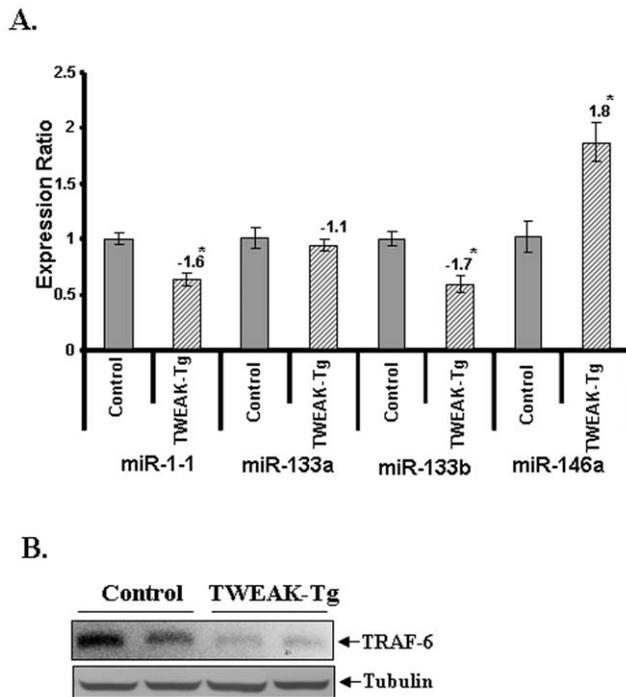 A.
2.5
2
1.5
1
0.5
0
Expression Ratio
-1.6*
-1.1
-1.7*
1.8*
Control
TWEAK-Tg
Control
TWEAK-Tg
Control
TWEAK-Tg
Control
TWEAK-Tg
miR-1-1
miR-133a
miR-133b
miR-146a
B.
Control TWEAK-Tg
←TRAF-6
←Tubulin